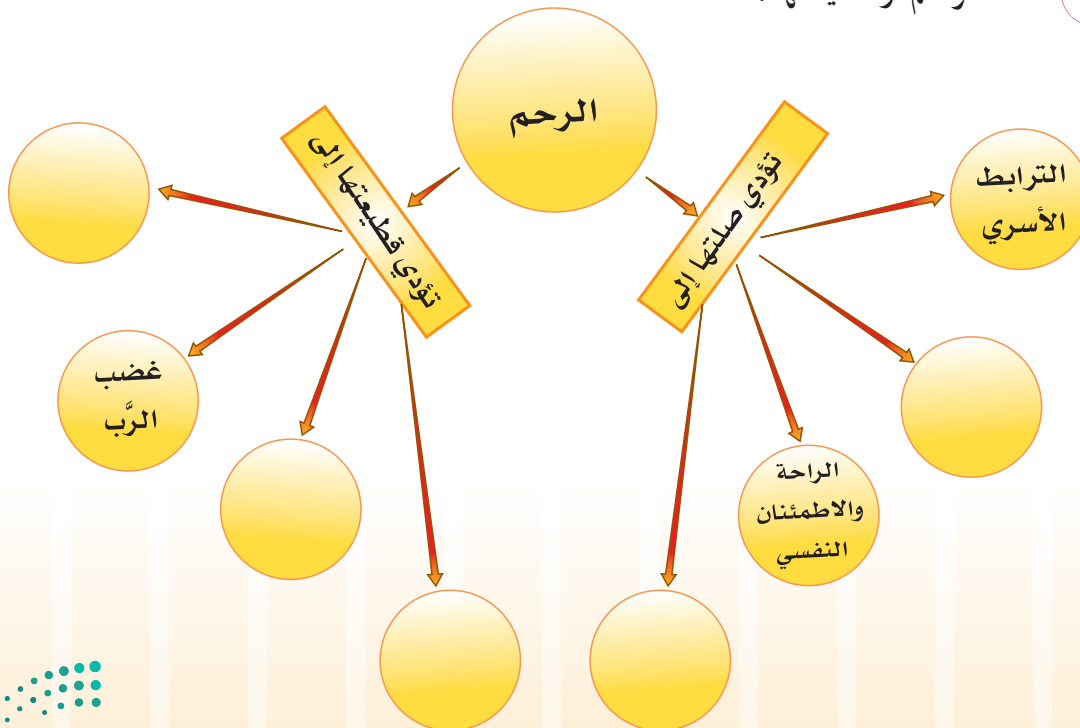 الرحم
تؤدي صلتها إلى
الترابط
الأسري
الراحة
والاطمئنان
النفسي
تؤدي قطيعتها إلى
غضب
الرَّب